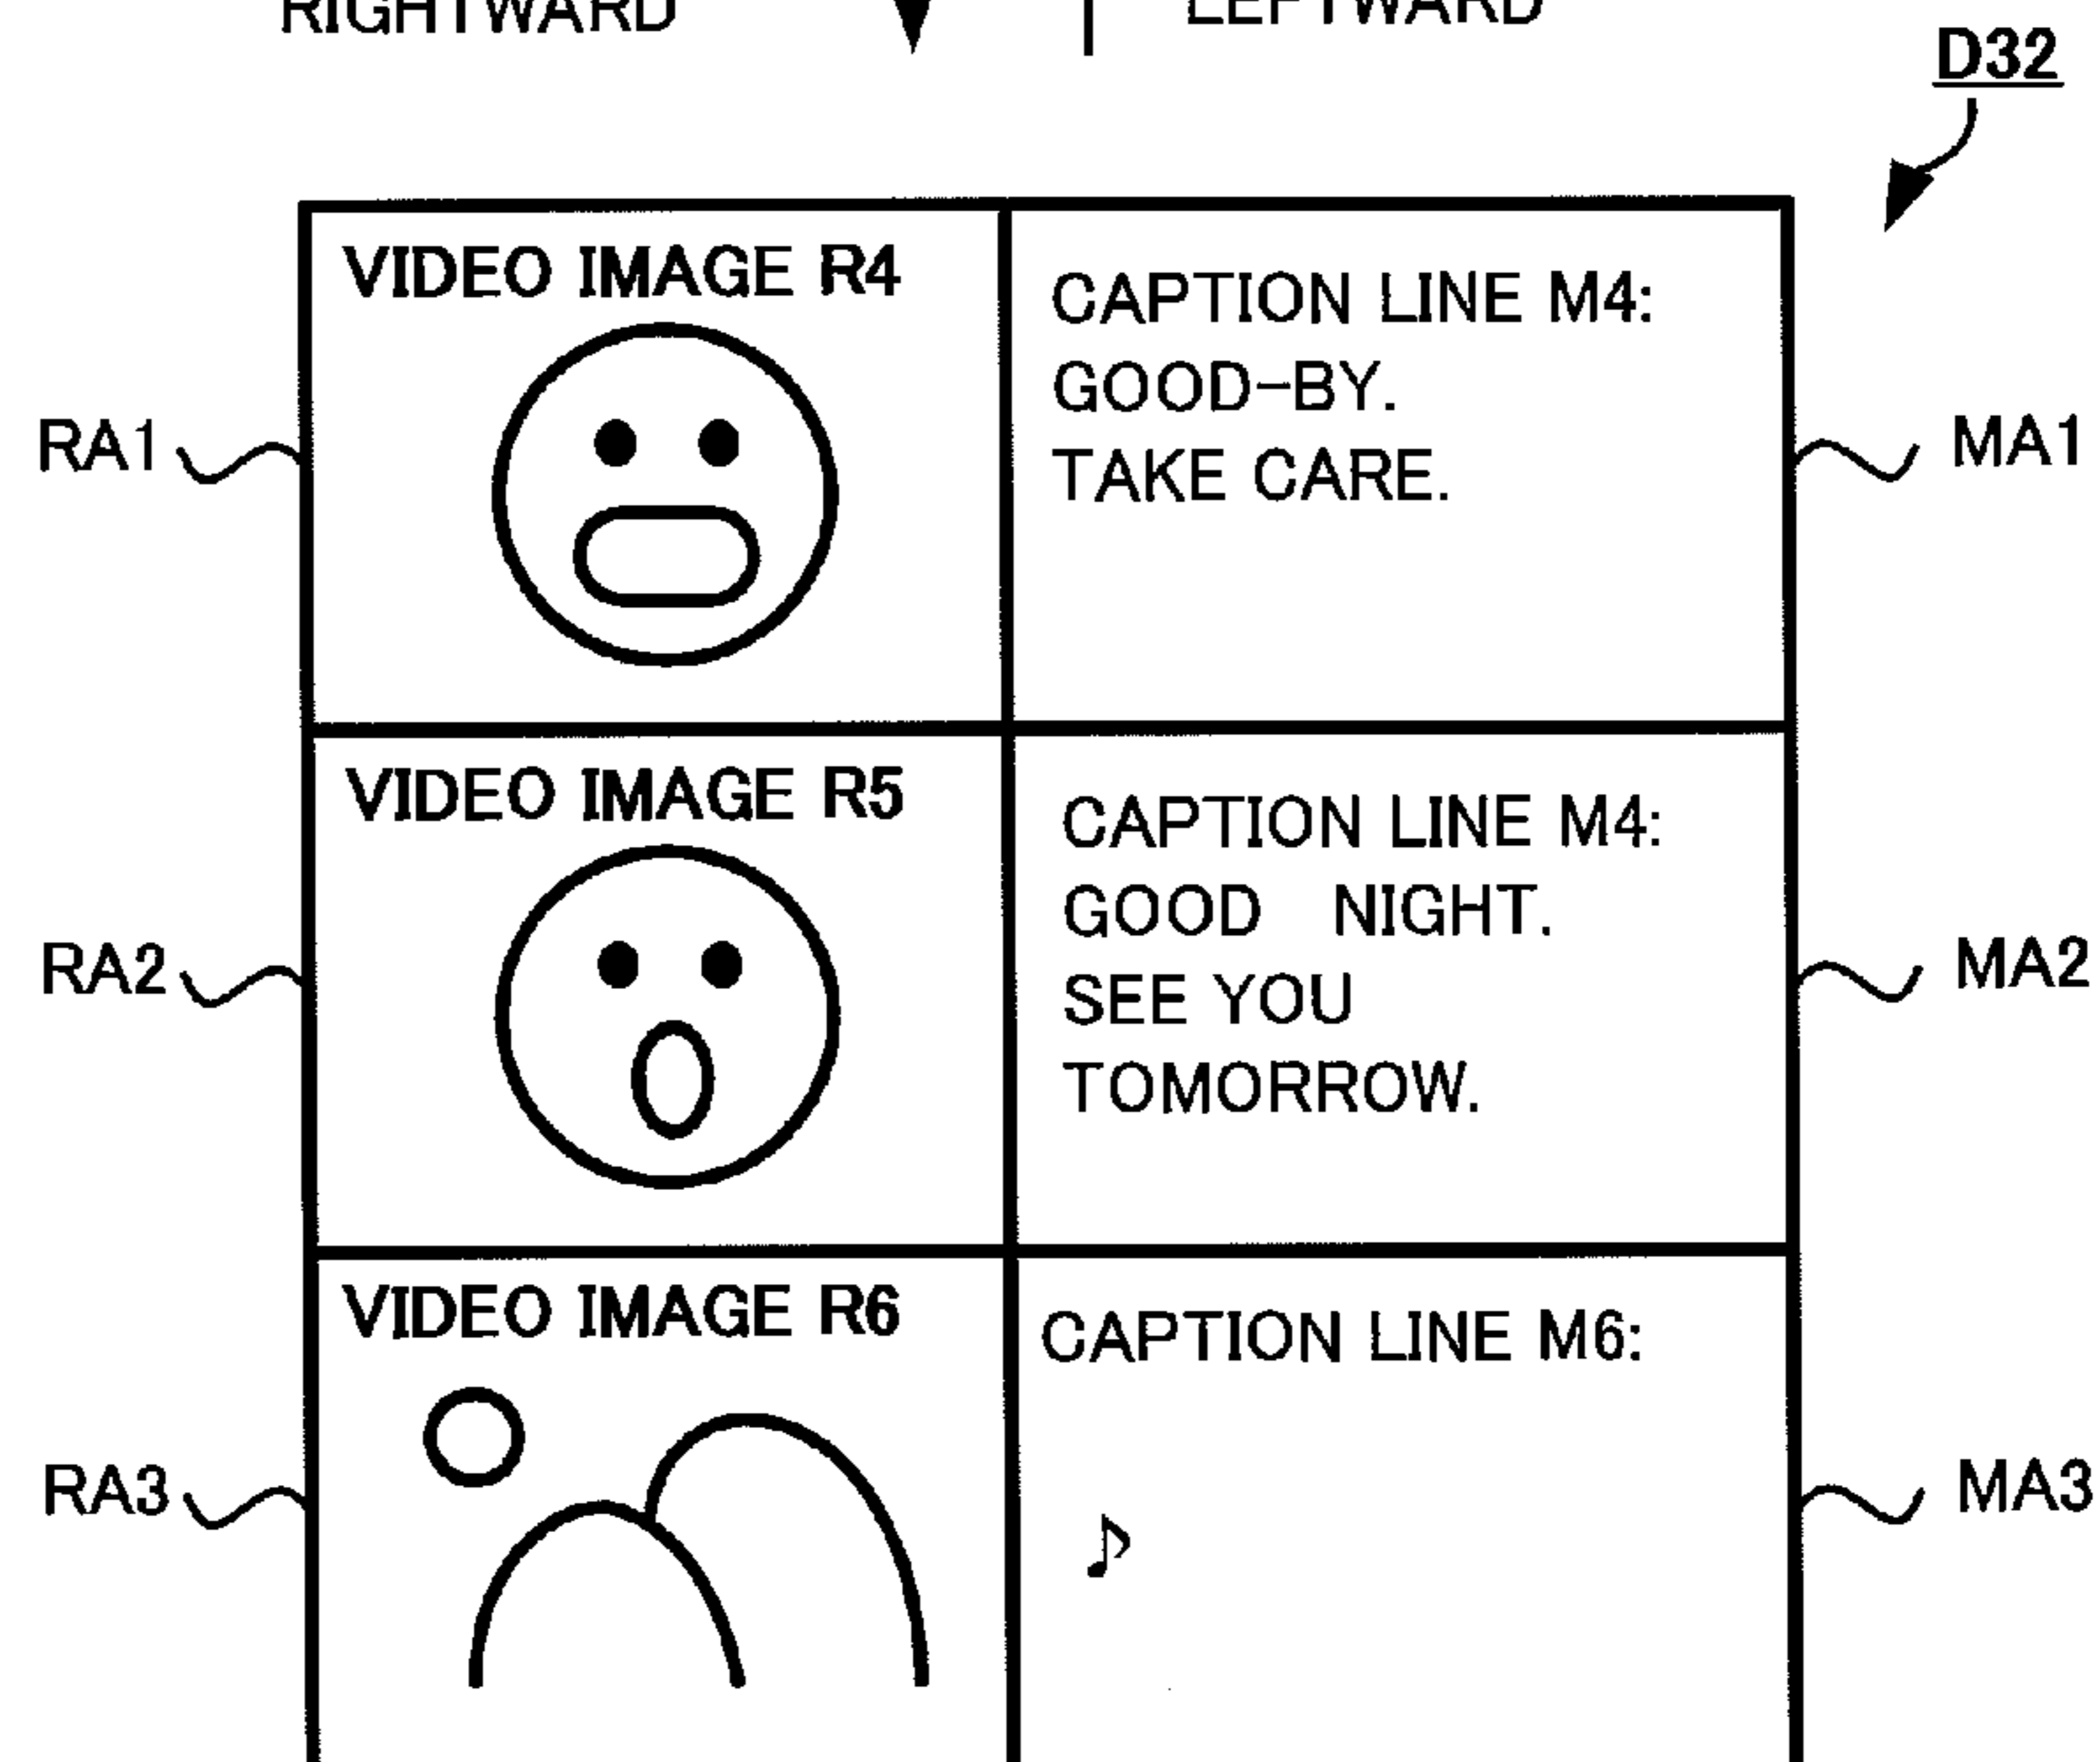 RIGHTWARD LEFTWARD
D32
VIDEO IMAGE R4
CAPTION LINE M4:
GOOD-BY.
TAKE CARE.
RA1
MA1
VIDEO IMAGE R5
CAPTION LINE M4:
GOOD NIGHT.
SEE YOU
TOMORROW.
RA2
MA2
VIDEO IMAGE R6
CAPTION LINE M6:
♪
RA3
MA3